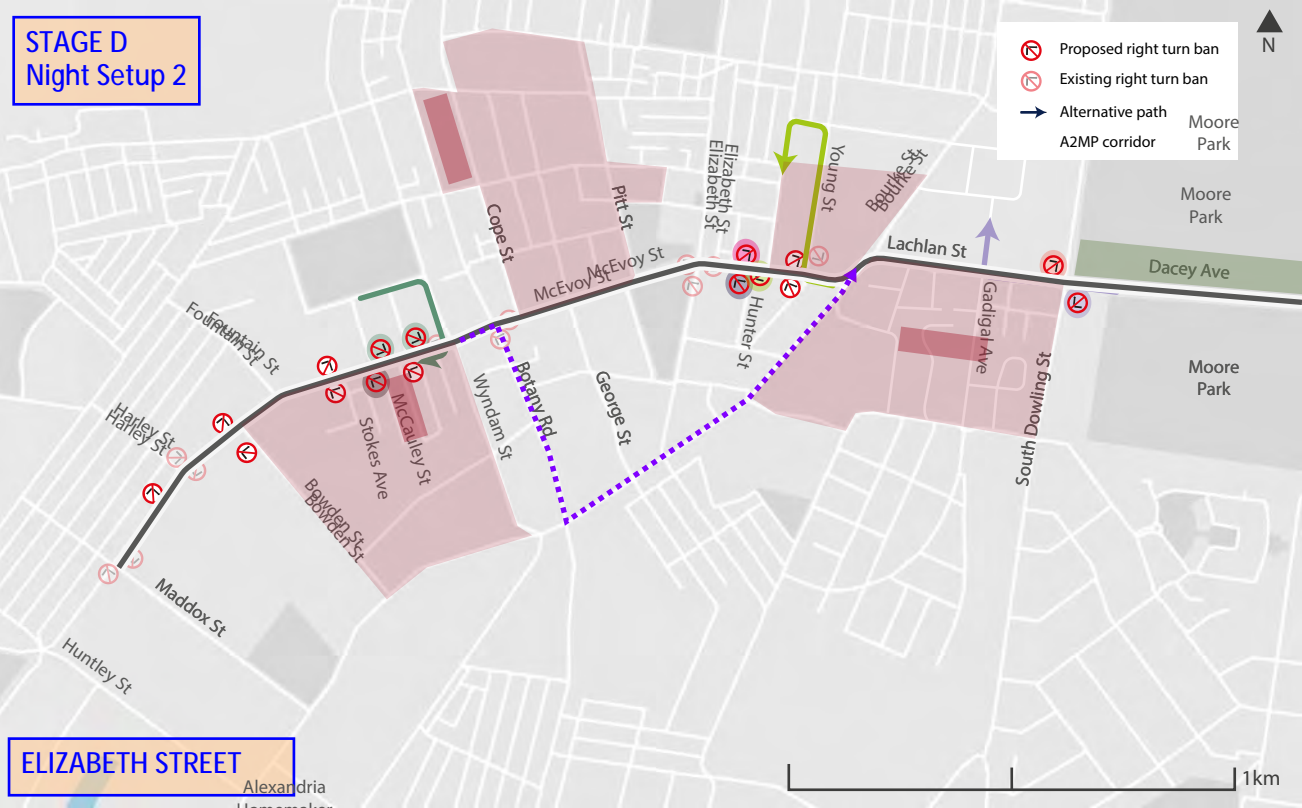 STAGE D
Night Setup 2
N
Proposed right turn ban
Existing right turn ban
Alternative path
A2MP corridor
Moore
Park
Moore
Park
Elizabeth St
Elizabeth St
Young St
Bourke St
Bourke St
Pitt St
Cope St
Lachlan St
Dacey Ave
McEvoy St
McEvoy St
Gadigal Ave
Hunter St
Fountain St
Fountain St
South Dowling St
Moore
Park
Botany Rd
George St
Wyndam St
McCauley St
Stokes Ave
Harley St
Harley St
Bowden St
Bowden St
Maddox St
Huntley St
ELIZABETH STREET
Alexandria
Homemaker
1km